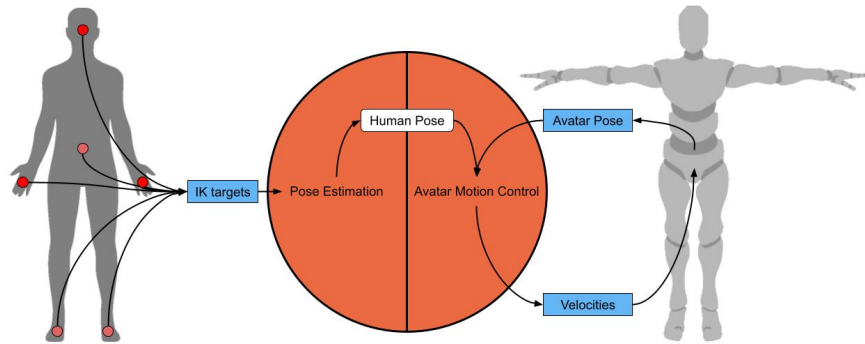 Human Pose
Avatar Pose
IK targets
Pose Estimation
Avatar Motion Control
Velocities